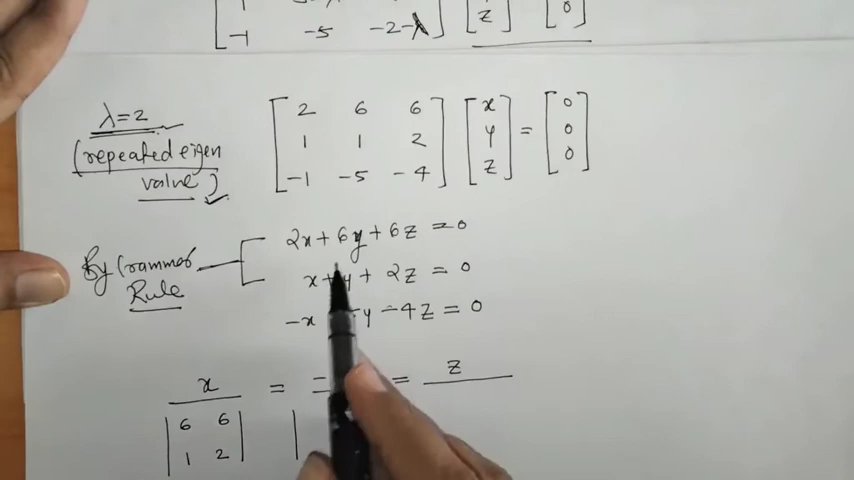 -1 -5 -2-λ z 0
λ=2 2 6 6 x 0
(repeated eigen 1 1 2 y = 0
value) -1 -5 -4 z 0
2x+6y+6z=0
By Crammer x+y+2z=0
Rule -x y-4z=0
x = - = z
6 6
1 2